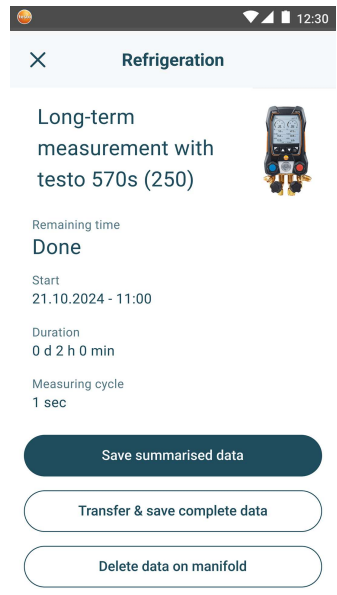 testo
12:30
Refrigeration
Long-term
measurement with
testo 570s (250)
Remaining time
Done
Start
21.10.2024 - 11:00
Duration
0 d 2 h 0 min
Measuring cycle
1 sec
Save summarised data
Transfer & save complete data
Delete data on manifold